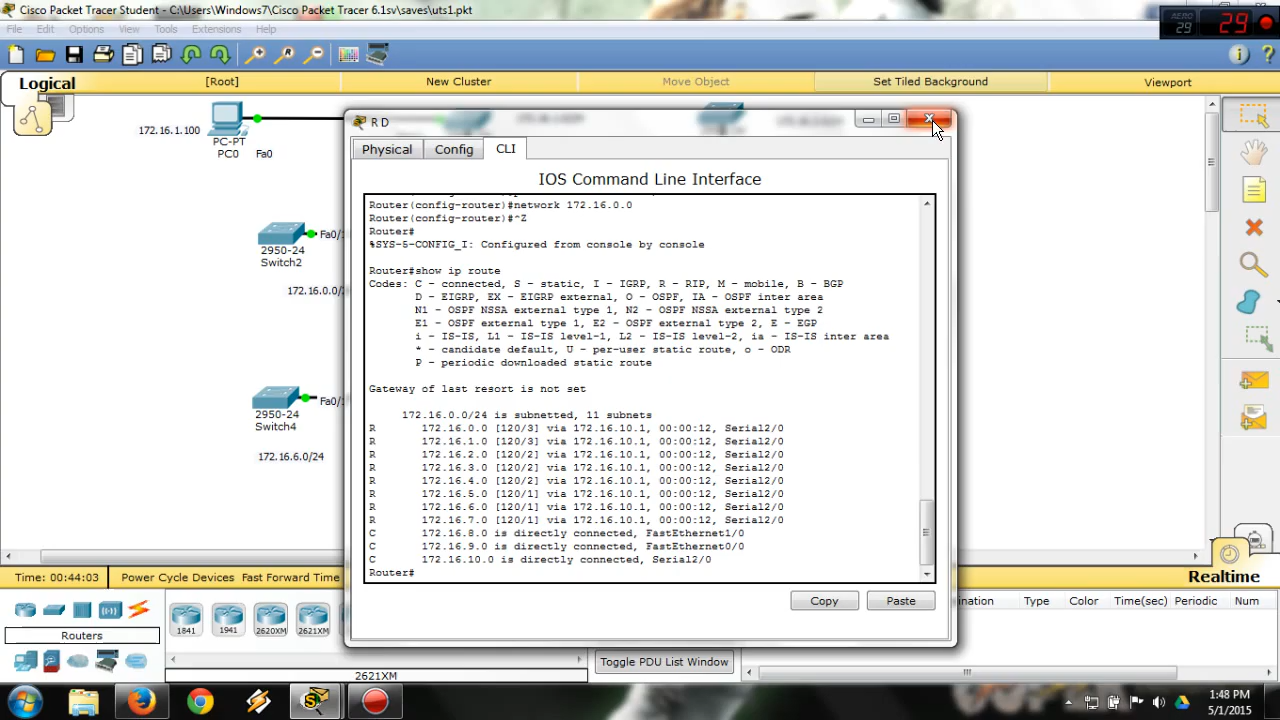 Cisco Packet Tracer Student - C:\Users\Windows7\Cisco Packet Tracer 6.1sv\saves\uts1.pkt
AERO
29
29
File Edit Options View Tools Extensions Help
Logical
[Root]
New Cluster
Move Object
Set Tiled Background
Viewport
172.16.1.100
PC-PT
PC0
Fa0
2950-24
Switch2
Fa0/
172.16.0.0/
2950-24
Switch4
Fa0/
172.16.6.0/24
R D
Physical Config CLI
IOS Command Line Interface
Router(config-router)#network 172.16.0.0
Router(config-router)#^Z
Router#
%SYS-5-CONFIG_I: Configured from console by console
Router#show ip route
Codes: C - connected, S - static, I - IGRP, R - RIP, M - mobile, B - BGP
D - EIGRP, EX - EIGRP external, O - OSPF, IA - OSPF inter area
N1 - OSPF NSSA external type 1, N2 - OSPF NSSA external type 2
E1 - OSPF external type 1, E2 - OSPF external type 2, E - EGP
i - IS-IS, L1 - IS-IS level-1, L2 - IS-IS level-2, ia - IS-IS inter area
* - candidate default, U - per-user static route, o - ODR
P - periodic downloaded static route
Gateway of last resort is not set
172.16.0.0/24 is subnetted, 11 subnets
R 172.16.0.0 [120/3] via 172.16.10.1, 00:00:12, Serial2/0
R 172.16.1.0 [120/3] via 172.16.10.1, 00:00:12, Serial2/0
R 172.16.2.0 [120/2] via 172.16.10.1, 00:00:12, Serial2/0
R 172.16.3.0 [120/2] via 172.16.10.1, 00:00:12, Serial2/0
R 172.16.4.0 [120/2] via 172.16.10.1, 00:00:12, Serial2/0
R 172.16.5.0 [120/1] via 172.16.10.1, 00:00:12, Serial2/0
R 172.16.6.0 [120/1] via 172.16.10.1, 00:00:12, Serial2/0
R 172.16.7.0 [120/1] via 172.16.10.1, 00:00:12, Serial2/0
C 172.16.8.0 is directly connected, FastEthernet1/0
C 172.16.9.0 is directly connected, FastEthernet0/0
C 172.16.10.0 is directly connected, Serial2/0
Router#
Copy
Paste
Time: 00:44:03
Power Cycle Devices Fast Forward Time
Realtime
Routers
1841
1941
2620XM
2621XM
2621XM
Toggle PDU List Window
ination Type Color Time(sec) Periodic Num
1:48 PM
5/1/2015